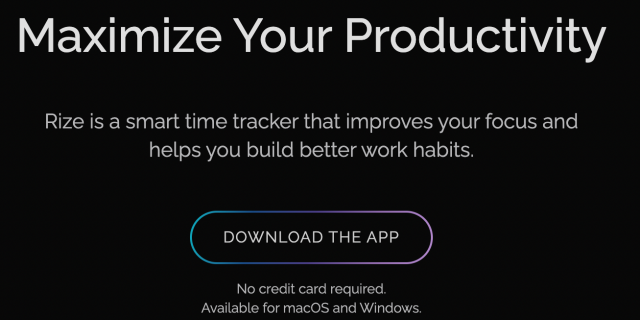 Maximize Your Productivity
Rize is a smart time tracker that improves your focus and
helps you build better work habits.
DOWNLOAD THE APP
No credit card required.
Available for macOS and Windows.